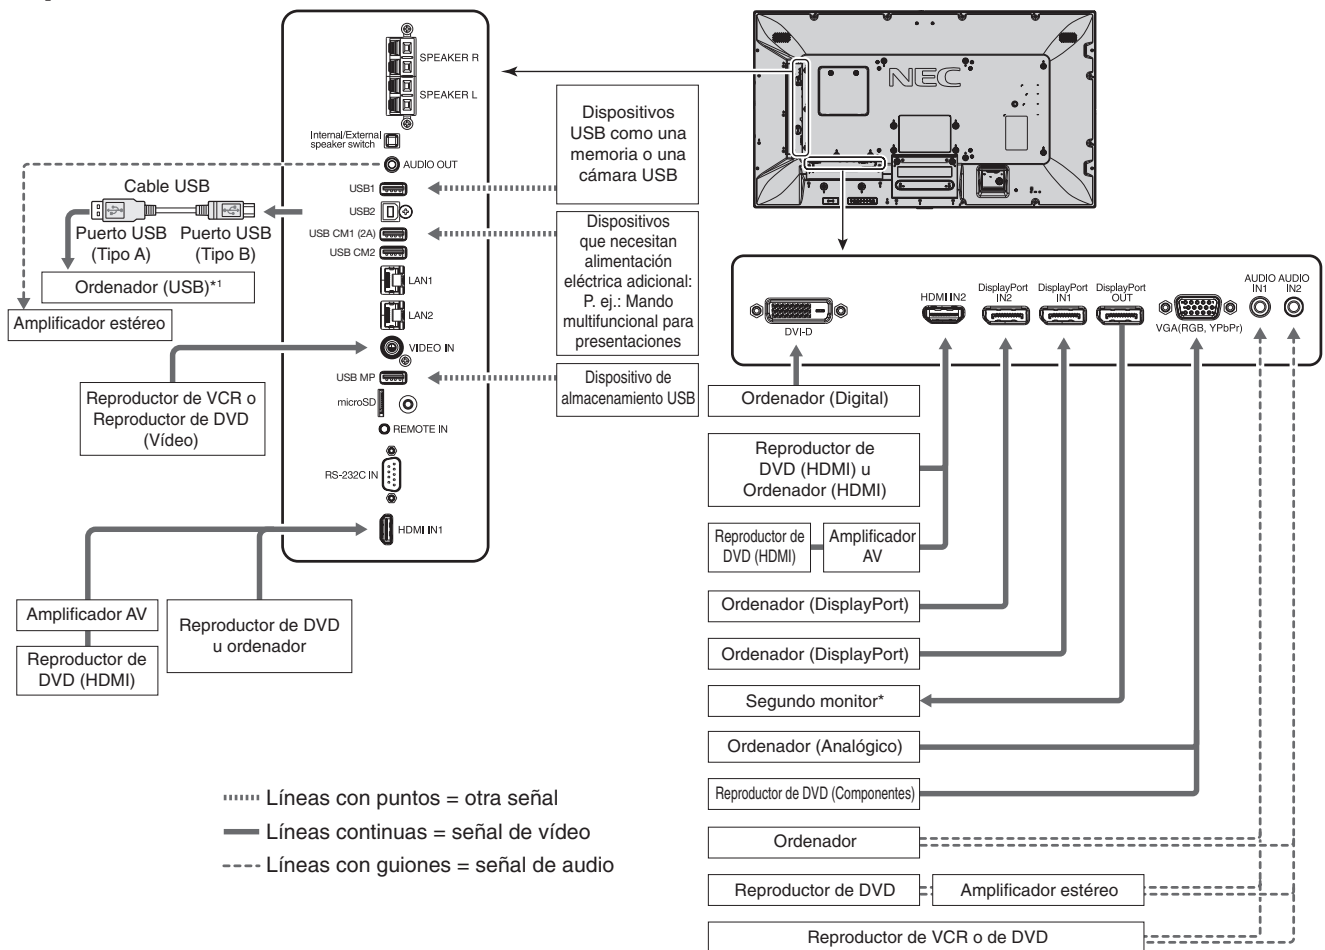 SPEAKER R
SPEAKER L
Internal/External
speaker switch
AUDIO OUT
USB1
USB2
USB CM1 (2A)
USB CM2
LAN1
LAN2
VIDEO IN
USB MP
microSD
REMOTE IN
RS-232C IN
HDMI IN1
Cable USB
Puerto USB
(Tipo A)
Puerto USB
(Tipo B)
Ordenador (USB)*1
Amplificador estéreo
Reproductor de VCR o
Reproductor de DVD
(Vídeo)
Amplificador AV
Reproductor de
DVD (HDMI)
Reproductor de DVD
u ordenador
Dispositivos
USB como una
memoria o una
cámara USB
Dispositivos
que necesitan
alimentación
eléctrica adicional:
P. ej.: Mando
multifuncional para
presentaciones
Dispositivo de
almacenamiento USB
NEC
DVI-D
HDMI IN2
DisplayPort
IN2
DisplayPort
IN1
DisplayPort
OUT
VGA(RGB, YPbPr)
AUDIO
IN1
AUDIO
IN2
Ordenador (Digital)
Reproductor de
DVD (HDMI) u
Ordenador (HDMI)
Reproductor de
DVD (HDMI)
Amplificador
AV
Ordenador (DisplayPort)
Ordenador (DisplayPort)
Segundo monitor*
Ordenador (Analógico)
Reproductor de DVD (Componentes)
Ordenador
Reproductor de DVD
Amplificador estéreo
Reproductor de VCR o de DVD
Líneas con puntos = otra señal
Líneas continuas = señal de vídeo
Líneas con guiones = señal de audio